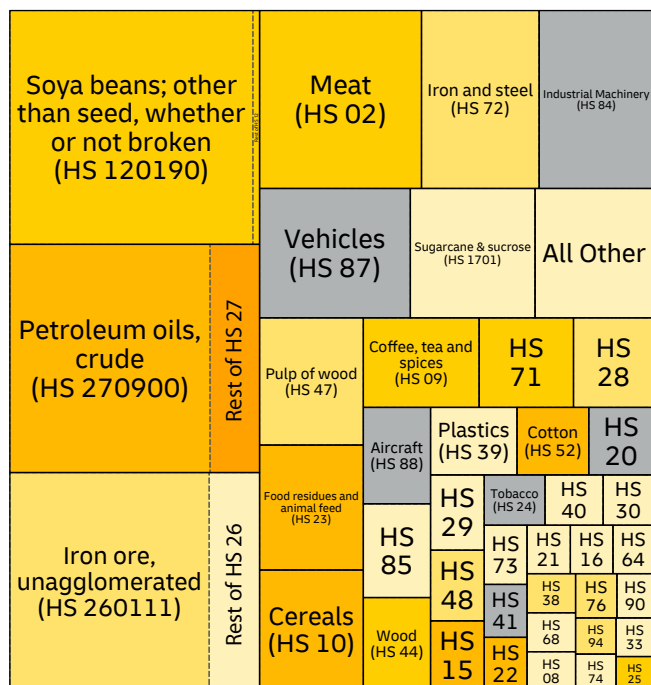 Soya beans; other
than seed, whether
or not broken
(HS 120190)
Meat
(HS 02)
Iron and steel
(HS 72)
Industrial Machinery
(HS 84)
Vehicles
(HS 87)
Sugarcane & sucrose
(HS 1701)
All Other
Petroleum oils,
crude
(HS 270900)
Rest of HS 27
Pulp of wood
(HS 47)
Coffee, tea and
spices
(HS 09)
HS
71
HS
28
Aircraft
(HS 88)
Plastics
(HS 39)
Cotton
(HS 52)
HS
20
Food residues and
animal feed
(HS 23)
Iron ore,
unagglomerated
(HS 260111)
Rest of HS 26
HS
85
HS
29
Tobacco
(HS 24)
HS
40
HS
30
HS
73
HS
21
HS
16
HS
64
HS
48
Cereals
(HS 10)
Wood
(HS 44)
HS
41
HS
38
HS
76
HS
90
HS
68
HS
94
HS
33
HS
15
HS
22
HS
08
HS
74
HS
25